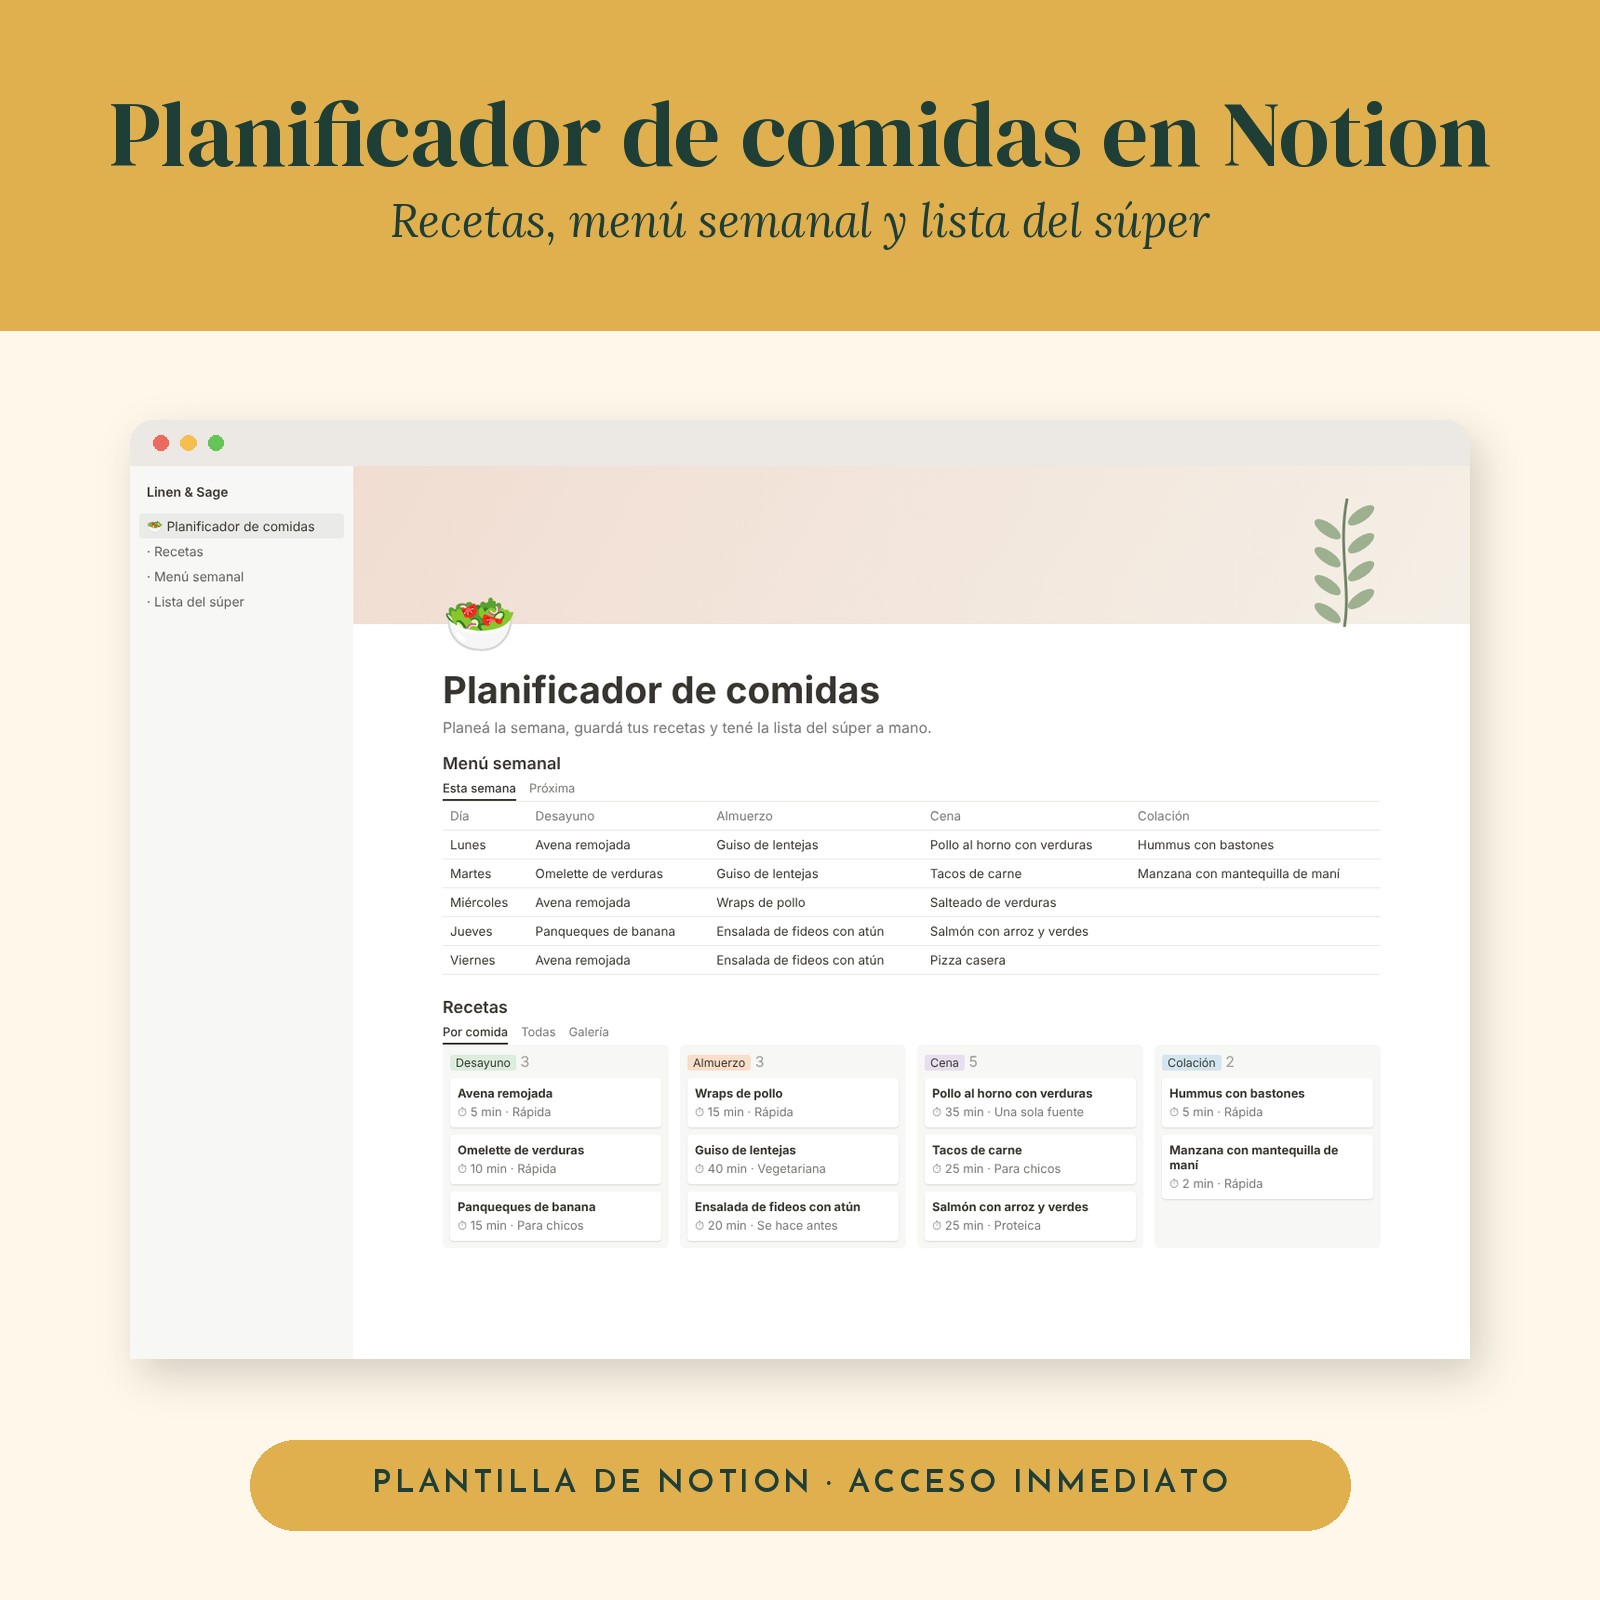 Planificador de comidas en Notion
Recetas, menú semanal y lista del súper
Linen & Sage
Planificador de comidas
· Recetas
· Menú semanal
· Lista del súper
Planificador de comidas
Planeá la semana, guardá tus recetas y tené la lista del súper a mano.
Menú semanal
Esta semana Próxima
Día Desayuno Almuerzo Cena Colación
Lunes Avena remojada Guiso de lentejas Pollo al horno con verduras Hummus con bastones
Martes Omelette de verduras Guiso de lentejas Tacos de carne Manzana con mantequilla de maní
Miércoles Avena remojada Wraps de pollo Salteado de verduras
Jueves Panqueques de banana Ensalada de fideos con atún Salmón con arroz y verdes
Viernes Avena remojada Ensalada de fideos con atún Pizza casera
Recetas
Por comida Todas Galería
Desayuno 3
Avena remojada
⏱ 5 min · Rápida
Omelette de verduras
⏱ 10 min · Rápida
Panqueques de banana
⏱ 15 min · Para chicos
Almuerzo 3
Wraps de pollo
⏱ 15 min · Rápida
Guiso de lentejas
⏱ 40 min · Vegetariana
Ensalada de fideos con atún
⏱ 20 min · Se hace antes
Cena 5
Pollo al horno con verduras
⏱ 35 min · Una sola fuente
Tacos de carne
⏱ 25 min · Para chicos
Salmón con arroz y verdes
⏱ 25 min · Proteica
Colación 2
Hummus con bastones
⏱ 5 min · Rápida
Manzana con mantequilla de
maní
⏱ 2 min · Rápida
PLANTILLA DE NOTION · ACCESO INMEDIATO